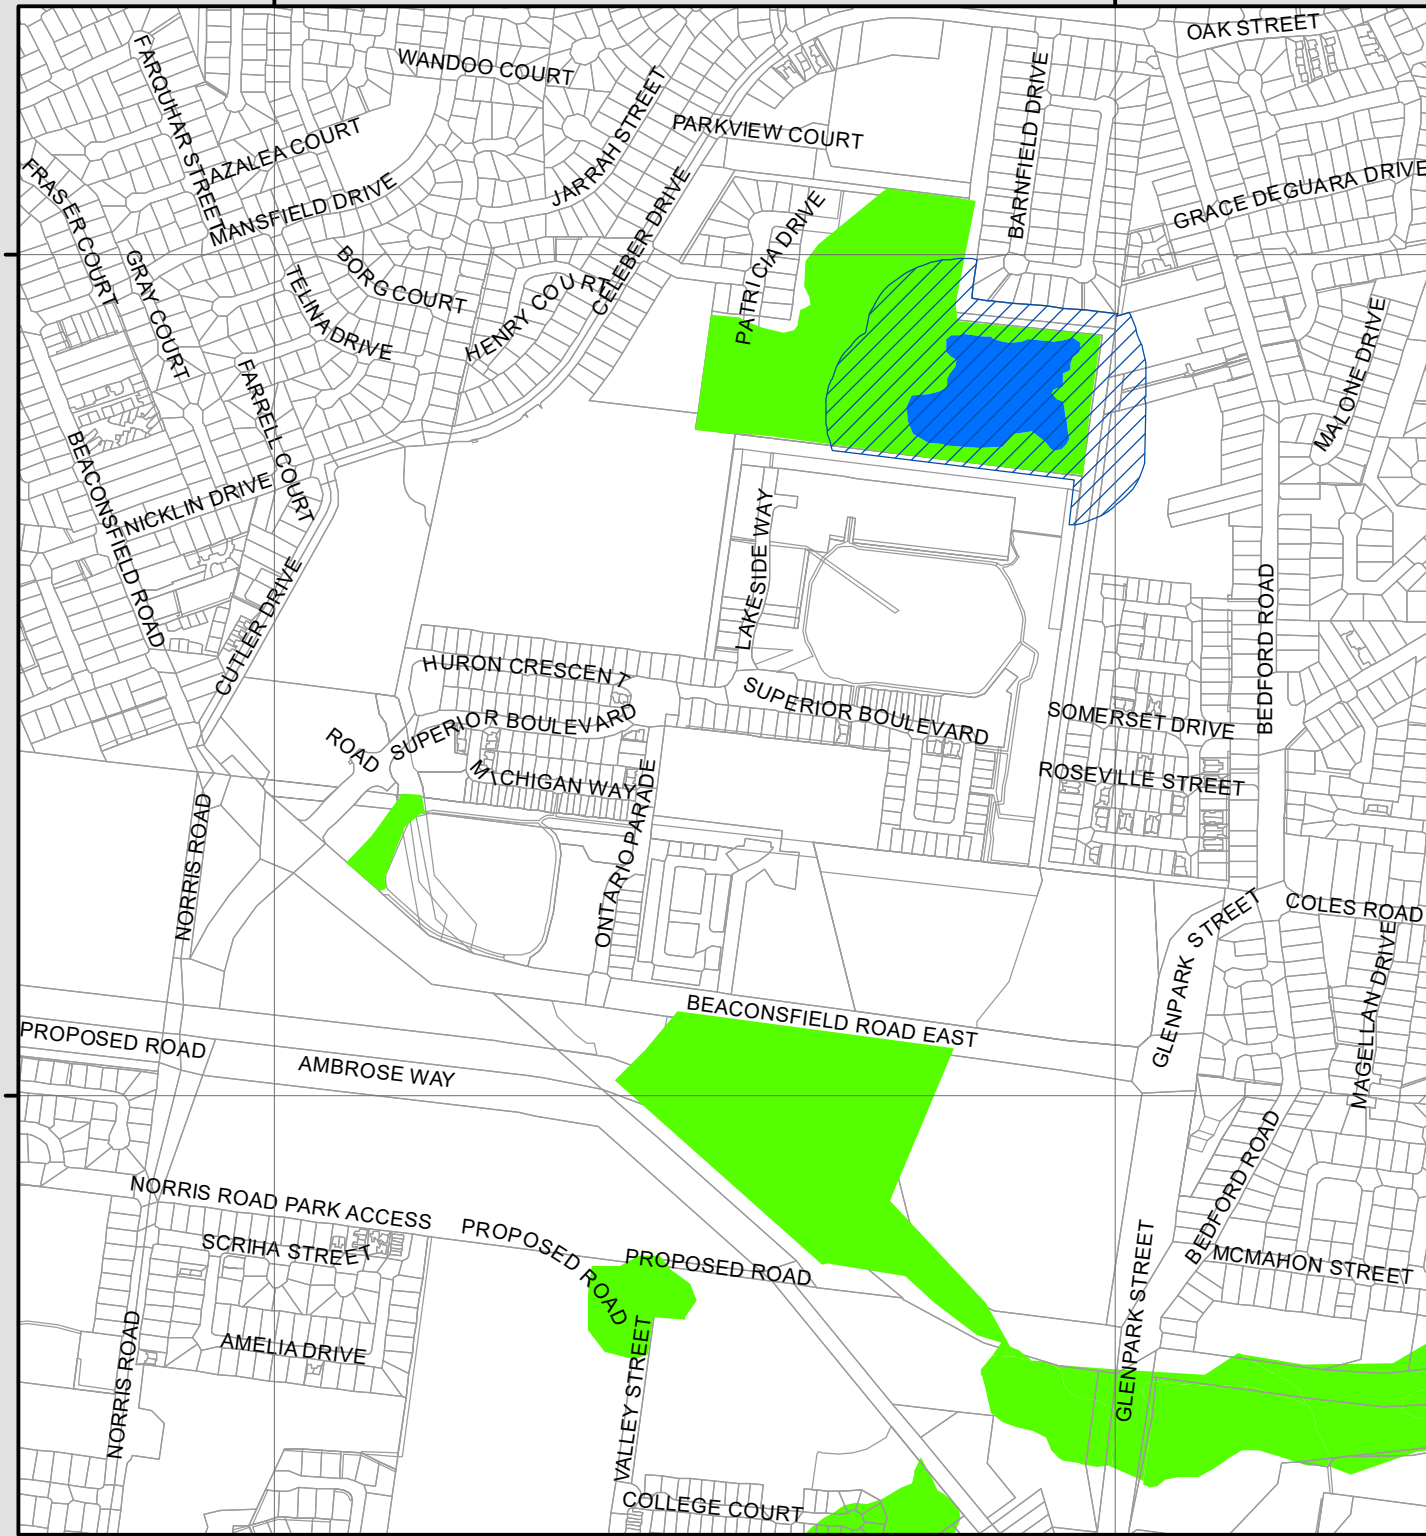 OAK STREET
WANDOO COURT
FARQUHAR STREET
BARNFIELD DRIVE
JARRAH STREET
PARKVIEW COURT
AZALEA COURT
FRASER COURT
MANSFIELD DRIVE
GRACE DEGUARA DRIVE
CELEBER DRIVE
PATRICIA DRIVE
BORG COURT
GRAY COURT
TELINA DRIVE
HENRY COURT
MALONE DRIVE
FARRELL COURT
BEACONSFIELD ROAD
NICKLIN DRIVE
LAKESIDE WAY
CUTLER DRIVE
BEDFORD ROAD
HURON CRESCENT
SUPERIOR BOULEVARD
SUPERIOR BOULEVARD
SOMERSET DRIVE
ROAD
MICHIGAN WAY
ROSEVILLE STREET
NORRIS ROAD
ONTARIO PARADE
GLENPARK STREET
COLES ROAD
MAGELLAN DRIVE
BEACONSFIELD ROAD EAST
PROPOSED ROAD
AMBROSE WAY
BEDFORD ROAD
NORRIS ROAD PARK ACCESS
PROPOSED ROAD
PROPOSED ROAD
SCRIHA STREET
MCMAHON STREET
GLENPARK STREET
AMELIA DRIVE
NORRIS ROAD
VALLEY STREET
COLLEGE COURT